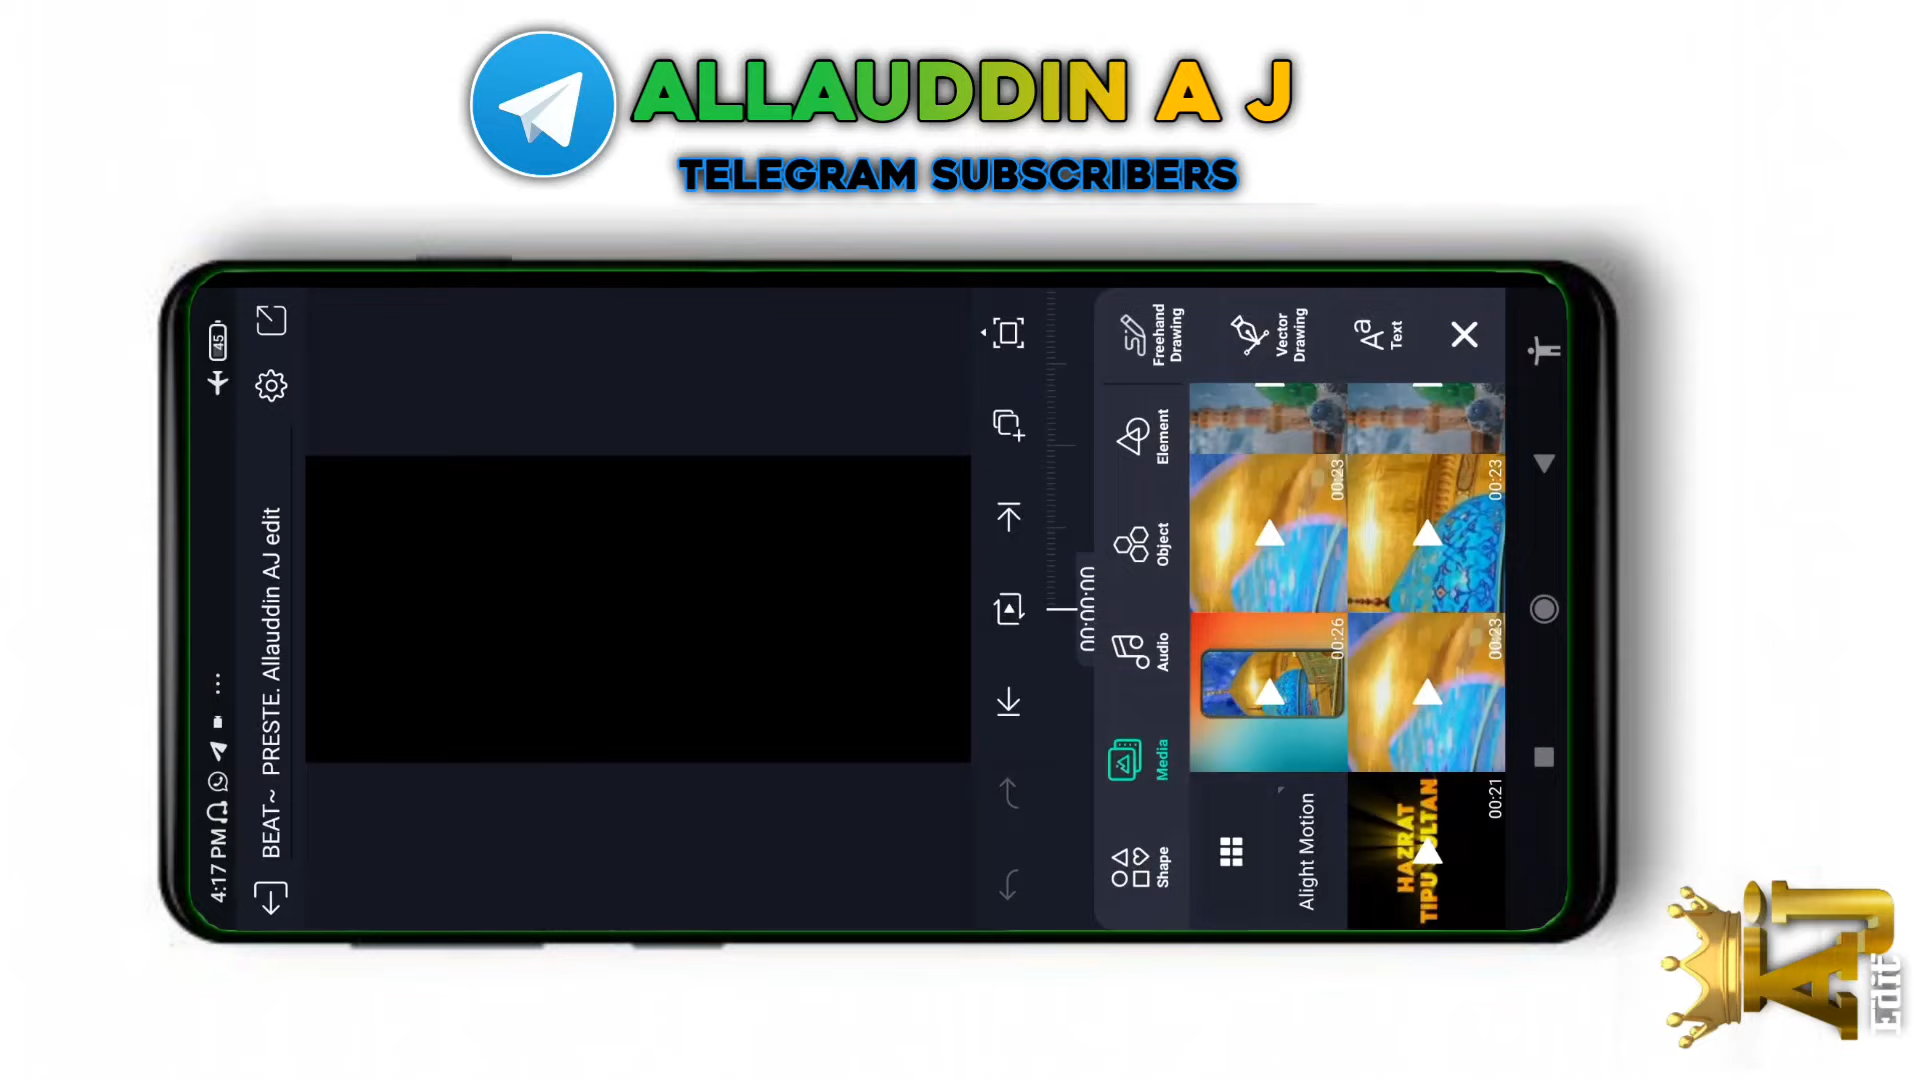 ALLAUDDIN A J
TELEGRAM SUBSCRIBERS
4:17 PM
45
BEAT~ PRESTE. Allauddin AJ edit
00:00:00
Shape
Media
Audio
Object
Element
Freehand
Drawing
Vector
Drawing
Aa
Text
Alight Motion
00:26
00:23
HAZRAT
TIPU SULTAN
00:21
00:23
00:23
AJ
Edit